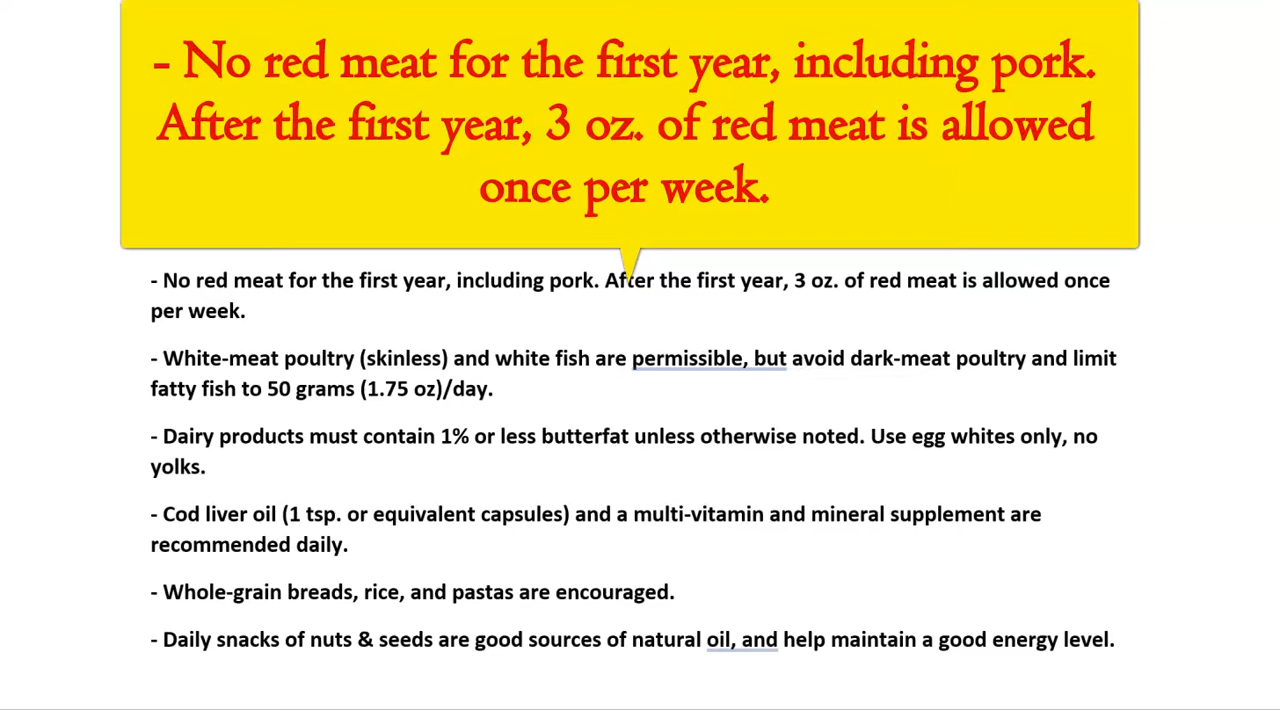 - No red meat for the first year, including pork.
After the first year, 3 oz. of red meat is allowed
once per week.
- No red meat for the first year, including pork. After the first year, 3 oz. of red meat is allowed once
per week.
- White-meat poultry (skinless) and white fish are permissible, but avoid dark-meat poultry and limit
fatty fish to 50 grams (1.75 oz)/day.
- Dairy products must contain 1% or less butterfat unless otherwise noted. Use egg whites only, no
yolks.
- Cod liver oil (1 tsp. or equivalent capsules) and a multi-vitamin and mineral supplement are
recommended daily.
- Whole-grain breads, rice, and pastas are encouraged.
- Daily snacks of nuts & seeds are good sources of natural oil, and help maintain a good energy level.